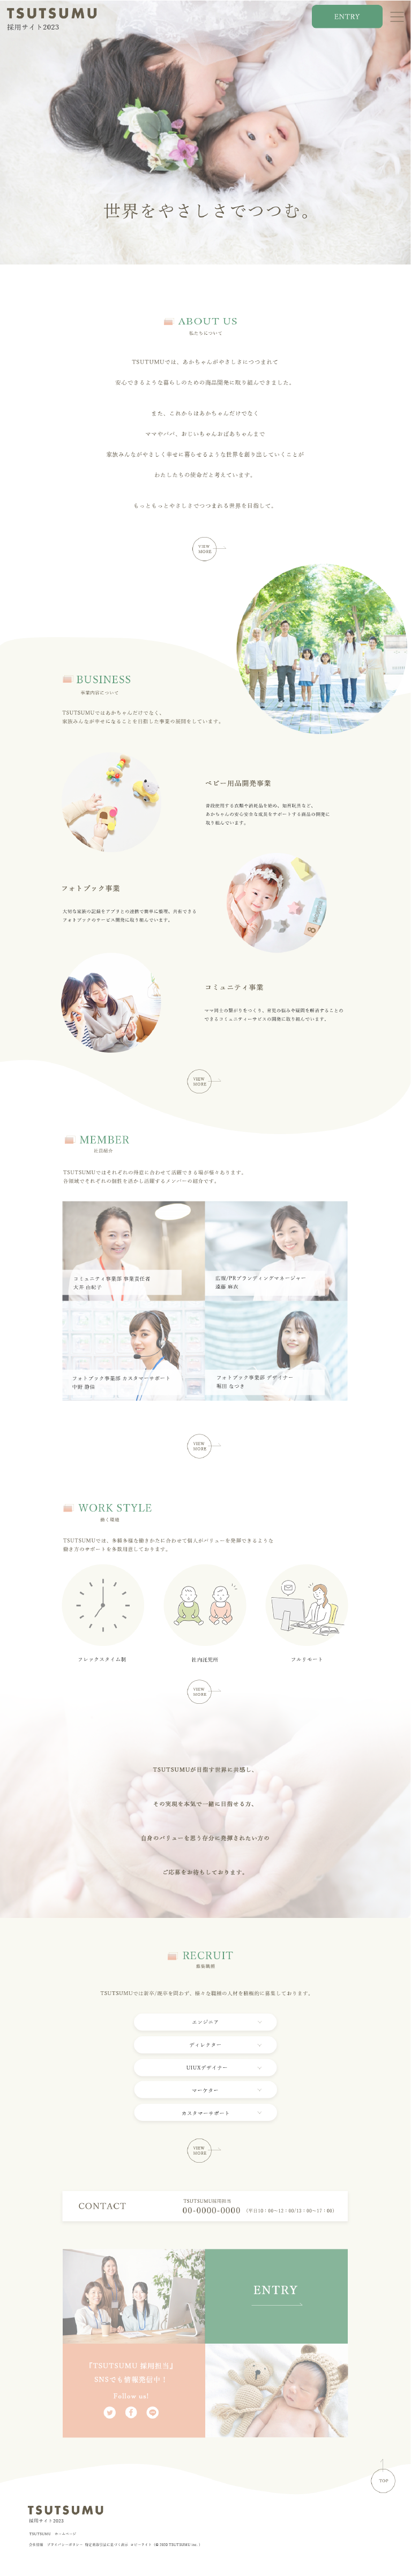 TSUTSUMU
採用サイト2023
ENTRY
世界をやさしさでつつむ。
ABOUT US
私たちについて
TSUTUMUでは、あかちゃんがやさしさにつつまれて
安心できるような暮らしのための商品開発に取り組んできました。
また、これからはあかちゃんだけでなく
ママやパパ、おじいちゃんおばあちゃんまで
家族みんながやさしく幸せに暮らせるような世界を創り出していくことが
わたしたちの使命だと考えています。
もっともっとやさしさでつつまれる世界を目指して。
VIEW
MORE
BUSINESS
事業内容について
TSUTSUMUではあかちゃんだけでなく、
家族みんなが幸せになることを目指した事業の展開をしています。
ベビー用品開発事業
普段使用する衣類や消耗品を始め、知育玩具など、
あかちゃんの安心安全な成長をサポートする商品の開発に
取り組んでいます。
フォトブック事業
大切な家族の記録をアプリとの連携で簡単に整理、共有できる
フォトブックのサービス開発に取り組んでいます。
コミュニティ事業
ママ同士の繋がりをつくり、育児の悩みや疑問を解消することの
できるコミュニティーサービスの開発に取り組んでいます。
VIEW
MORE
MEMBER
社員紹介
TSUTSUMUではそれぞれの得意に合わせて活躍できる場が様々あります。
各領域でそれぞれの個性を活かし活躍するメンバーの紹介です。
コミュニティ事業部 事業責任者
大井 由紀子
広報/PRブランディングマネージャー
遠藤 麻衣
フォトブック事業部 カスタマーサポート
中野 静位
フォトブック事業部 デザイナー
飯田 なつき
VIEW
MORE
WORK STYLE
働く環境
TSUTSUMUでは、多種多様な働きかたに合わせて個人がバリューを発揮できるような
働き方のサポートを多数用意しております。
フレックスタイム制
社内託児所
フルリモート
VIEW
MORE
TSUTSUMUが目指す世界に共感し、
その実現を本気で一緒に目指せる方、
自身のバリューを思う存分に発揮されたい方の
ご応募をお待ちしております。
RECRUIT
募集職種
TSUTSUMUでは新卒/既卒を問わず、様々な職種の人材を積極的に募集しております。
エンジニア
ディレクター
UIUXデザイナー
マーケター
カスタマーサポート
VIEW
MORE
CONTACT
TSUTSUMU採用担当
00-0000-0000 (平日10:00〜12:00/13:00〜17:00)
ENTRY
『TSUTSUMU 採用担当』
SNSでも情報発信中！
Follow us!
TOP
TSUTSUMU
採用サイト2023
TSUTSUMU ホームページ